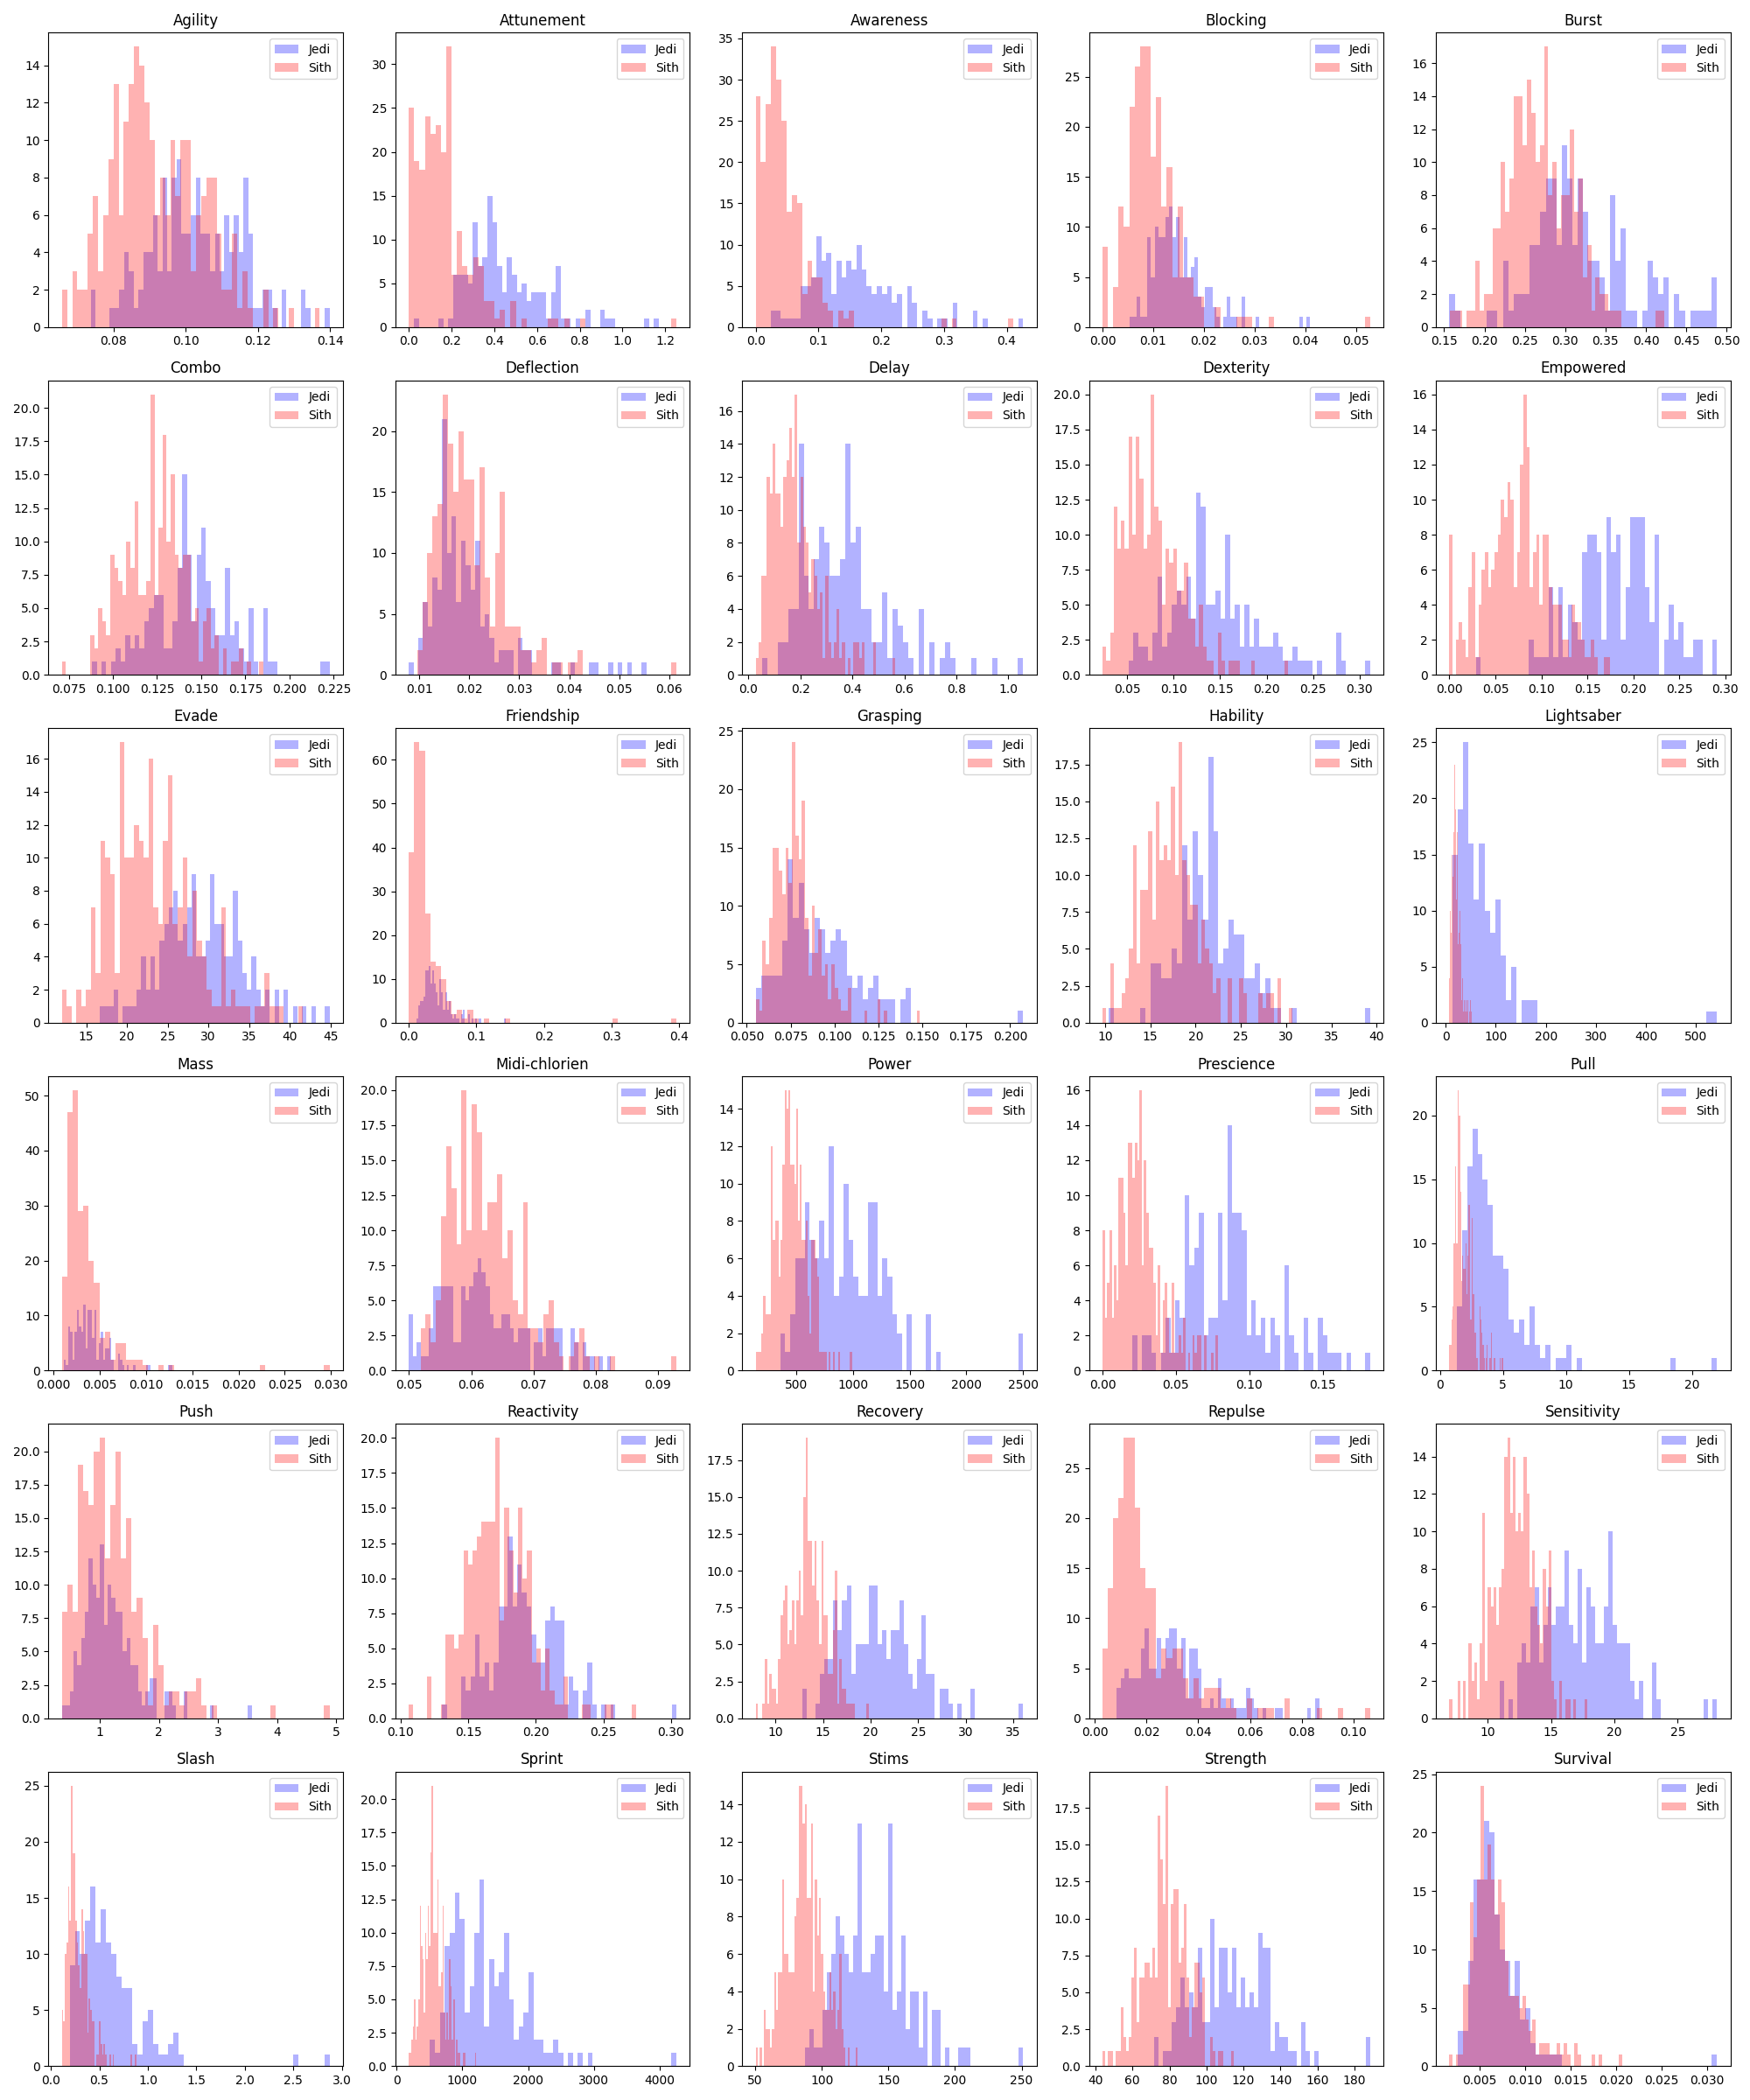 Agility
Jedi
Sith
14
12
10
8
6
4
2
0
0.08 0.10 0.12 0.14
Attunement
Jedi
Sith
30
25
20
15
10
5
0
0.0 0.2 0.4 0.6 0.8 1.0 1.2
Awareness
Jedi
Sith
35
30
25
20
15
10
5
0
0.0 0.1 0.2 0.3 0.4
Blocking
Jedi
Sith
25
20
15
10
5
0
0.00 0.01 0.02 0.03 0.04 0.05
Burst
Jedi
Sith
16
14
12
10
8
6
4
2
0
0.15 0.20 0.25 0.30 0.35 0.40 0.45 0.50
Combo
Jedi
Sith
20.0
17.5
15.0
12.5
10.0
7.5
5.0
2.5
0.0
0.075 0.100 0.125 0.150 0.175 0.200 0.225
Deflection
Jedi
Sith
20
15
10
5
0
0.01 0.02 0.03 0.04 0.05 0.06
Delay
Jedi
Sith
16
14
12
10
8
6
4
2
0
0.0 0.2 0.4 0.6 0.8 1.0
Dexterity
Jedi
Sith
20.0
17.5
15.0
12.5
10.0
7.5
5.0
2.5
0.0
0.05 0.10 0.15 0.20 0.25 0.30
Empowered
Jedi
Sith
16
14
12
10
8
6
4
2
0
0.00 0.05 0.10 0.15 0.20 0.25 0.30
Evade
Jedi
Sith
16
14
12
10
8
6
4
2
0
15 20 25 30 35 40 45
Friendship
Jedi
Sith
60
50
40
30
20
10
0
0.0 0.1 0.2 0.3 0.4
Grasping
Jedi
Sith
25
20
15
10
5
0
0.050 0.075 0.100 0.125 0.150 0.175 0.200
Hability
Jedi
Sith
17.5
15.0
12.5
10.0
7.5
5.0
2.5
0.0
10 15 20 25 30 35 40
Lightsaber
Jedi
Sith
25
20
15
10
5
0
0 100 200 300 400 500
Mass
Jedi
Sith
50
40
30
20
10
0
0.000 0.005 0.010 0.015 0.020 0.025 0.030
Midi-chlorien
Jedi
Sith
20.0
17.5
15.0
12.5
10.0
7.5
5.0
2.5
0.0
0.05 0.06 0.07 0.08 0.09
Power
Jedi
Sith
14
12
10
8
6
4
2
0
500 1000 1500 2000 2500
Prescience
Jedi
Sith
16
14
12
10
8
6
4
2
0
0.00 0.05 0.10 0.15
Pull
Jedi
Sith
20
15
10
5
0
0 5 10 15 20
Push
Jedi
Sith
20.0
17.5
15.0
12.5
10.0
7.5
5.0
2.5
0.0
1 2 3 4 5
Reactivity
Jedi
Sith
20.0
17.5
15.0
12.5
10.0
7.5
5.0
2.5
0.0
0.10 0.15 0.20 0.25 0.30
Recovery
Jedi
Sith
17.5
15.0
12.5
10.0
7.5
5.0
2.5
0.0
10 15 20 25 30 35
Repulse
Jedi
Sith
25
20
15
10
5
0
0.00 0.02 0.04 0.06 0.08 0.10
Sensitivity
Jedi
Sith
14
12
10
8
6
4
2
0
10 15 20 25
Slash
Jedi
Sith
25
20
15
10
5
0
0.0 0.5 1.0 1.5 2.0 2.5 3.0
Sprint
Jedi
Sith
20.0
17.5
15.0
12.5
10.0
7.5
5.0
2.5
0.0
0 1000 2000 3000 4000
Stims
Jedi
Sith
14
12
10
8
6
4
2
0
50 100 150 200 250
Strength
Jedi
Sith
17.5
15.0
12.5
10.0
7.5
5.0
2.5
0.0
40 60 80 100 120 140 160 180
Survival
Jedi
Sith
25
20
15
10
5
0
0.005 0.010 0.015 0.020 0.025 0.030